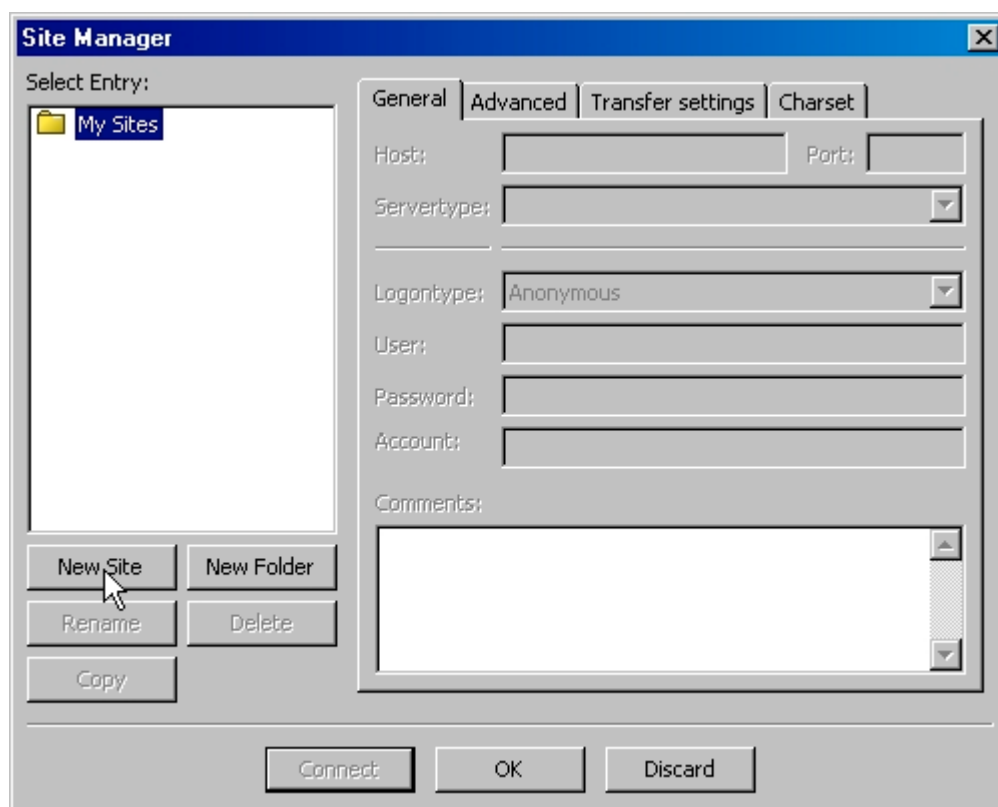 Site Manager
Select Entry:
My Sites
New Site New Folder
Rename Delete
Copy
General Advanced Transfer settings Charset
Host: Port:
Servertype:
Logontype: Anonymous
User:
Password:
Account:
Comments:
Connect OK Discard